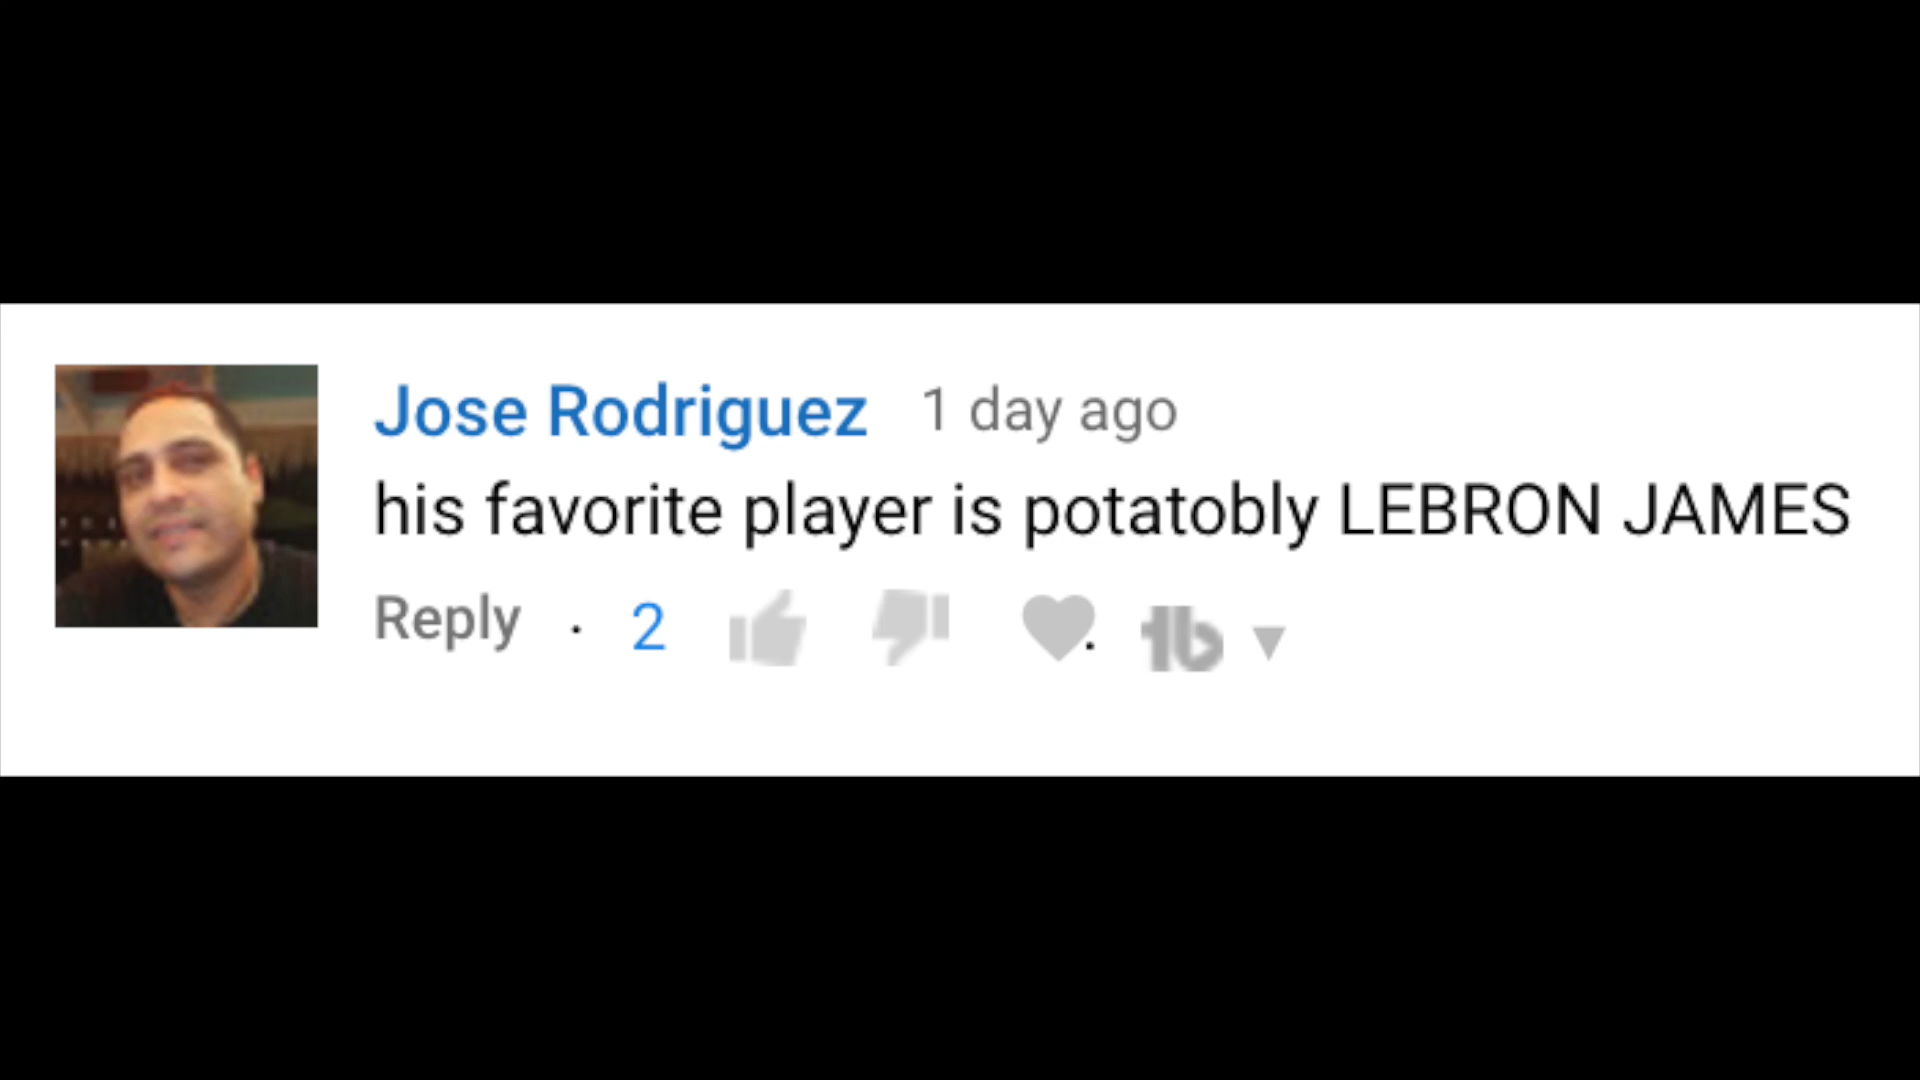 Jose Rodriguez 1 day ago
his favorite player is potatobly LEBRON JAMES
Reply · 2